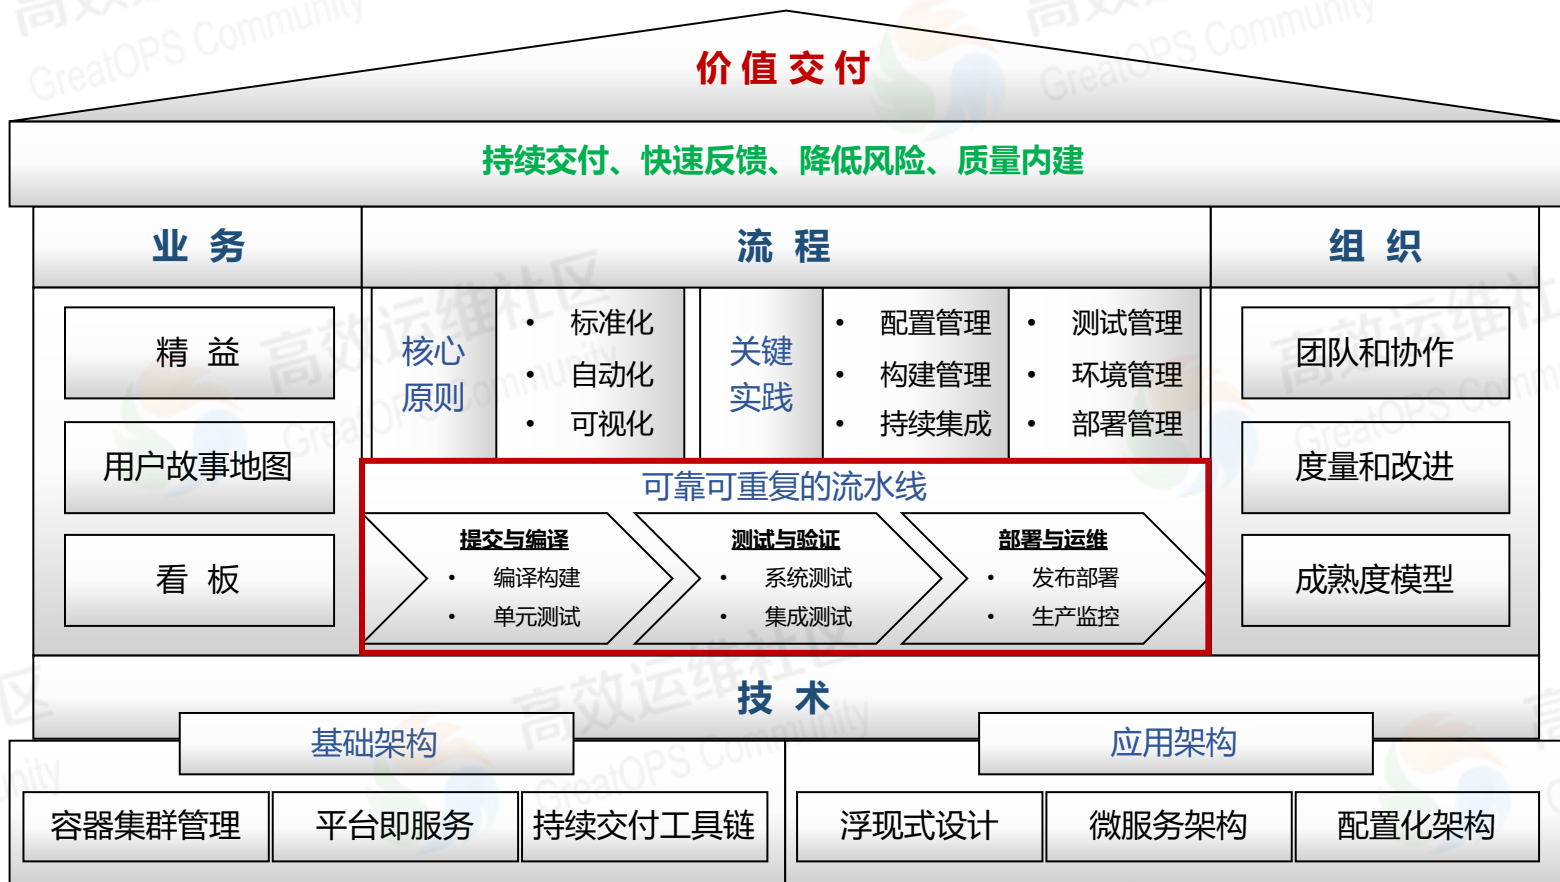 价值交付
持续交付、快速反馈、降低风险、质量内建
业 务
流 程
组 织
精 益
用户故事地图
看 板
核心
原则
• 标准化
• 自动化
• 可视化
关键
实践
• 配置管理
• 构建管理
• 持续集成
• 测试管理
• 环境管理
• 部署管理
团队和协作
度量和改进
成熟度模型
可靠可重复的流水线
提交与编译
• 编译构建
• 单元测试
测试与验证
• 系统测试
• 集成测试
部署与运维
• 发布部署
• 生产监控
技 术
基础架构
应用架构
容器集群管理
平台即服务
持续交付工具链
浮现式设计
微服务架构
配置化架构
高效运维社区
GreatOPS Community